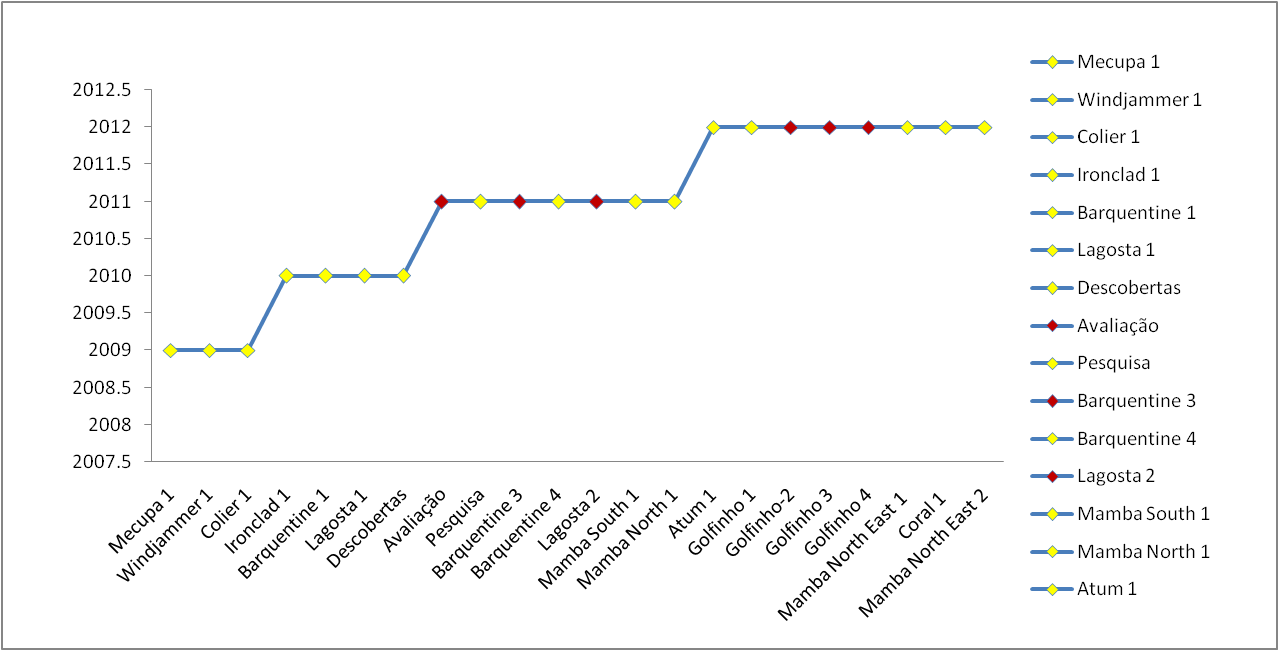 2012.5
2012
2011.5
2011
2010.5
2010
2009.5
2009
2008.5
2008
2007.5
Mecupa 1
Windjammer 1
Colier 1
Ironclad 1
Barquentine 1
Lagosta 1
Descobertas
Avaliação
Pesquisa
Barquentine 3
Barquentine 4
Lagosta 2
Mamba South 1
Mamba North 1
Atum 1
Golfinho 1
Golfinho-2
Golfinho 3
Golfinho 4
Mamba North East 1
Coral 1
Mamba North East 2
Mecupa 1
Windjammer 1
Colier 1
Ironclad 1
Barquentine 1
Lagosta 1
Descobertas
Avaliação
Pesquisa
Barquentine 3
Barquentine 4
Lagosta 2
Mamba South 1
Mamba North 1
Atum 1